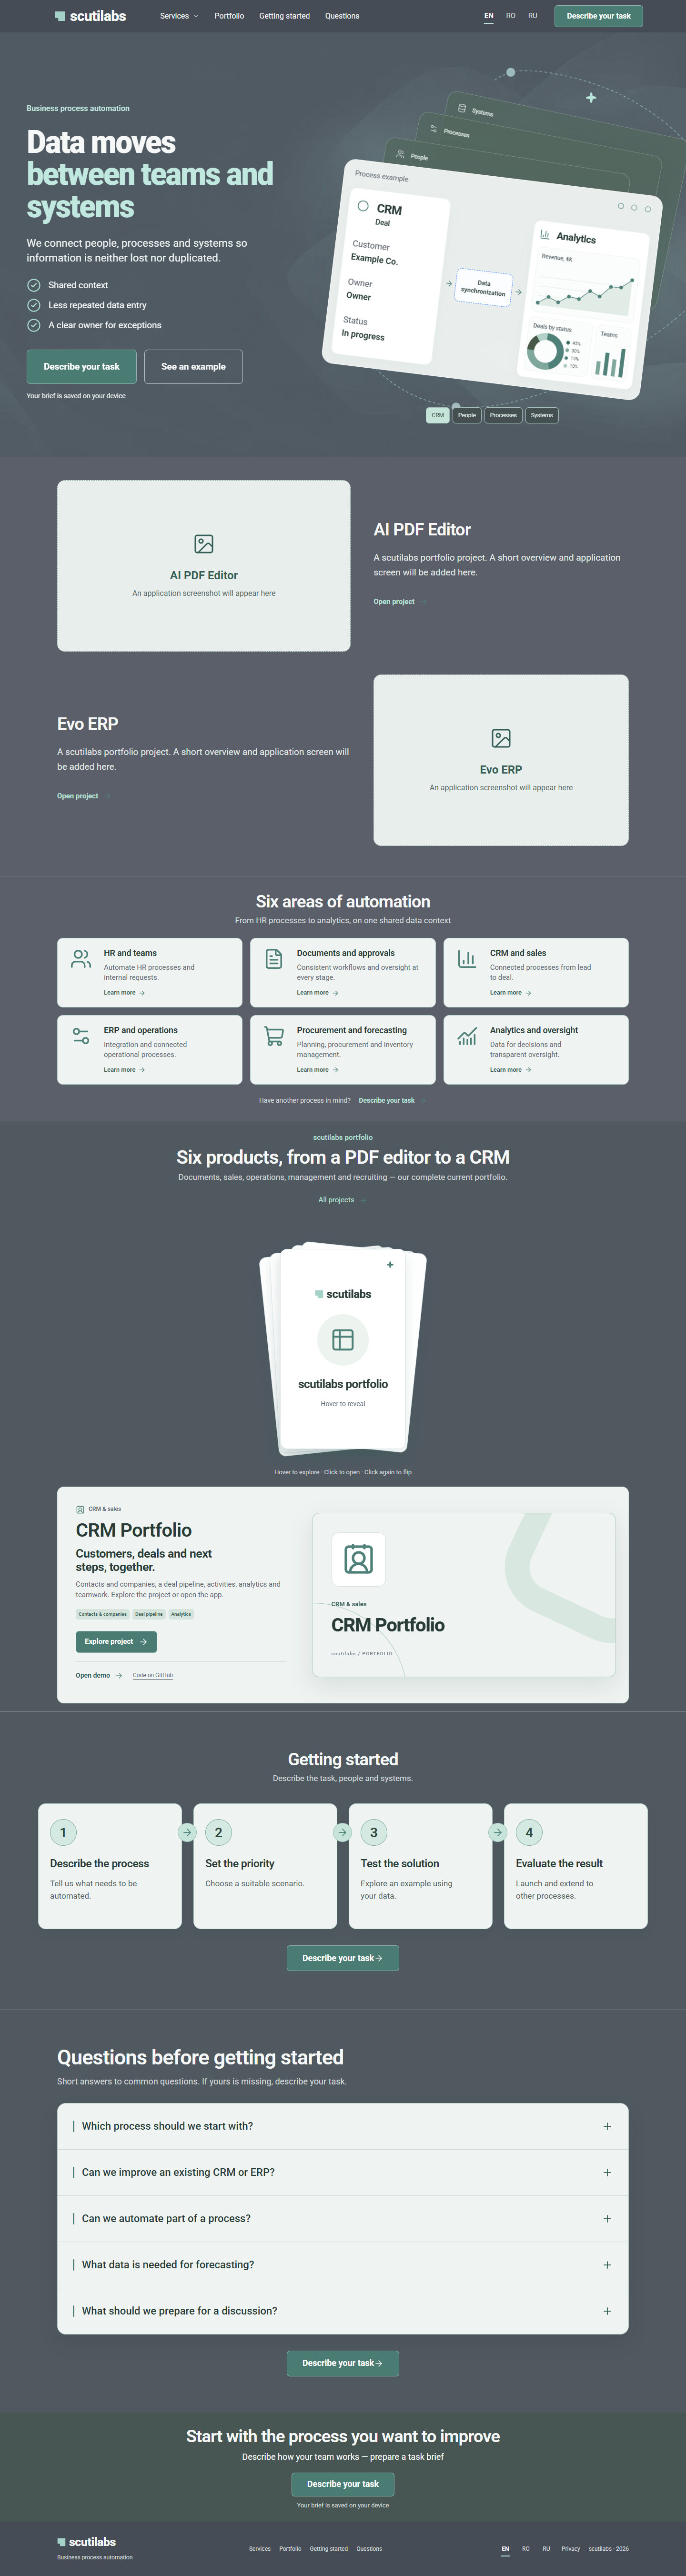 scutilabs
Services
Portfolio
Getting started
Questions
EN
RO
RU
Describe your task
Business process automation
Data moves
between teams and
systems
We connect people, processes and systems so
information is neither lost nor duplicated.
Shared context
Less repeated data entry
A clear owner for exceptions
Describe your task
See an example
Your brief is saved on your device
Systems
Processes
People
Process example
CRM
Deal
Customer
Example Co.
Owner
Owner
Status
In progress
Data
synchronization
Analytics
Revenue, €k
Deals by status
Teams
CRM
People
Processes
Systems
AI PDF Editor
An application screenshot will appear here
AI PDF Editor
A scutilabs portfolio project. A short overview and application
screen will be added here.
Open project
Evo ERP
A scutilabs portfolio project. A short overview and application screen will
be added here.
Open project
Evo ERP
An application screenshot will appear here
Six areas of automation
From HR processes to analytics, on one shared data context
HR and teams
Automate HR processes and
internal requests.
Learn more
Documents and approvals
Consistent workflows and oversight at
every stage.
Learn more
CRM and sales
Connected processes from lead
to deal.
Learn more
ERP and operations
Integration and connected
operational processes.
Learn more
Procurement and forecasting
Planning, procurement and inventory
management.
Learn more
Analytics and oversight
Data for decisions and
transparent oversight.
Learn more
Have another process in mind? Describe your task
scutilabs portfolio
Six products, from a PDF editor to a CRM
Documents, sales, operations, management and recruiting — our complete current portfolio.
All projects
scutilabs
scutilabs portfolio
Hover to reveal
Hover to explore · Click to open · Click again to flip
CRM & sales
CRM Portfolio
Customers, deals and next
steps, together.
Contacts and companies, a deal pipeline, activities, analytics and
teamwork. Explore the project or open the app.
Contacts & companies
Deal pipeline
Analytics
Explore project
Open demo
Code on GitHub
CRM & sales
CRM Portfolio
scutilabs / PORTFOLIO
Getting started
Describe the task, people and systems.
1
Describe the process
Tell us what needs to be
automated.
2
Set the priority
Choose a suitable scenario.
3
Test the solution
Explore an example using
your data.
4
Evaluate the result
Launch and extend to
other processes.
Describe your task
Questions before getting started
Short answers to common questions. If yours is missing, describe your task.
Which process should we start with?
Can we improve an existing CRM or ERP?
Can we automate part of a process?
What data is needed for forecasting?
What should we prepare for a discussion?
Describe your task
Start with the process you want to improve
Describe how your team works — prepare a task brief
Describe your task
Your brief is saved on your device
scutilabs
Business process automation
Services
Portfolio
Getting started
Questions
EN
RO
RU
Privacy
scutilabs · 2026